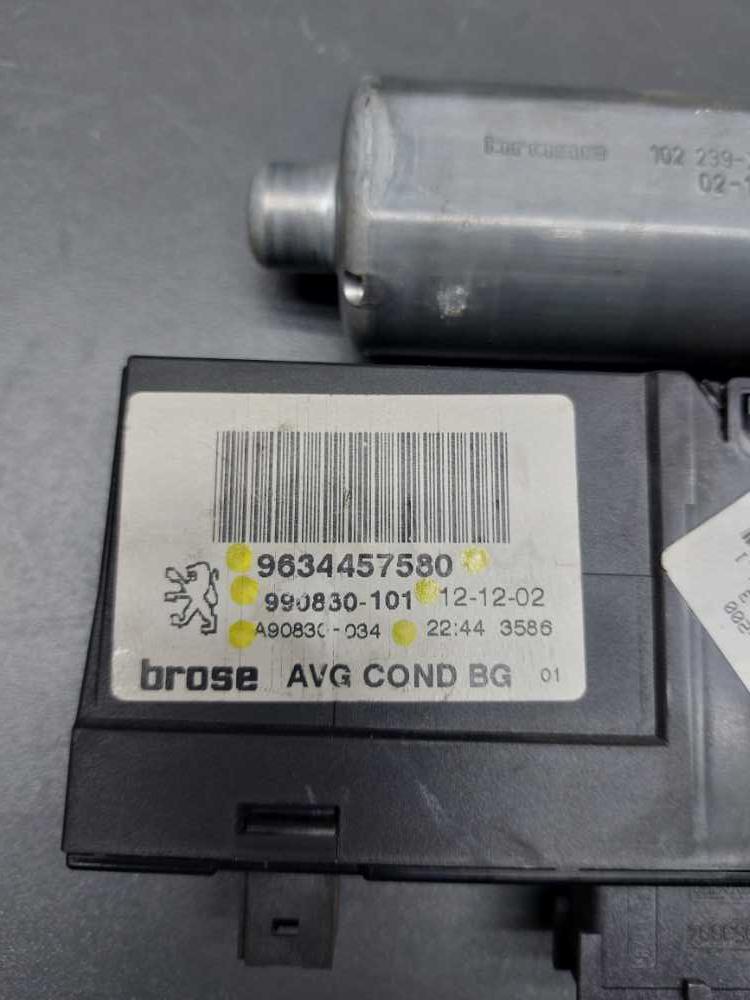 102 239-
02-1
9634457580
990830-101 12-12-02
A90830-034 22:44 3586
brose AVG COND BG 01